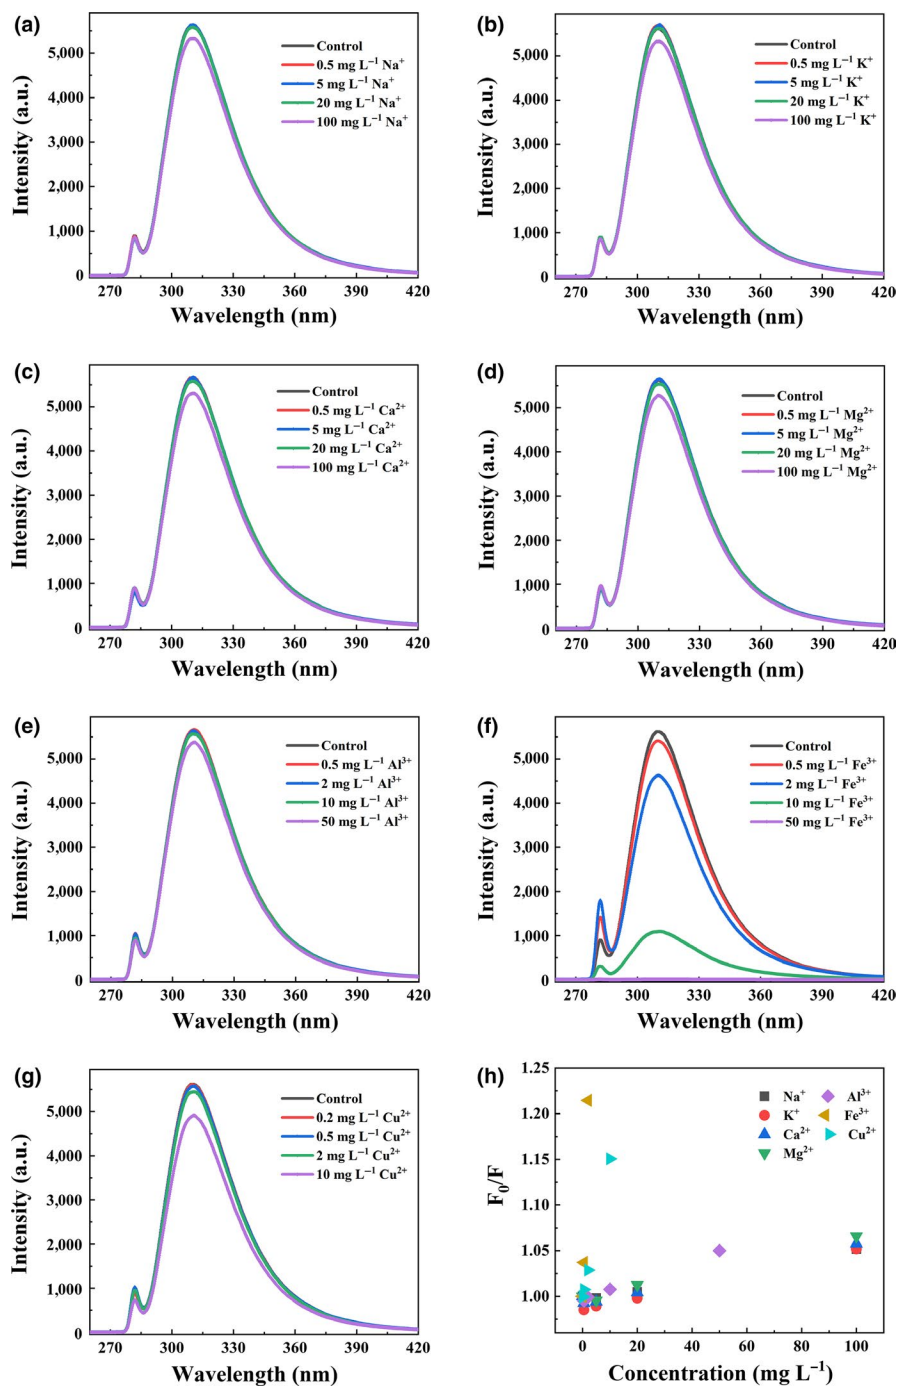 (a)
Intensity (a.u.)
5,000
4,000
3,000
2,000
1,000
0
270 300 330 360 390 420
Wavelength (nm)
Control
0.5 mg L⁻¹ Na⁺
5 mg L⁻¹ Na⁺
20 mg L⁻¹ Na⁺
100 mg L⁻¹ Na⁺
(b)
Intensity (a.u.)
5,000
4,000
3,000
2,000
1,000
0
270 300 330 360 390 420
Wavelength (nm)
Control
0.5 mg L⁻¹ K⁺
5 mg L⁻¹ K⁺
20 mg L⁻¹ K⁺
100 mg L⁻¹ K⁺
(c)
Intensity (a.u.)
5,000
4,000
3,000
2,000
1,000
0
270 300 330 360 390 420
Wavelength (nm)
Control
0.5 mg L⁻¹ Ca²⁺
5 mg L⁻¹ Ca²⁺
20 mg L⁻¹ Ca²⁺
100 mg L⁻¹ Ca²⁺
(d)
Intensity (a.u.)
5,000
4,000
3,000
2,000
1,000
0
270 300 330 360 390 420
Wavelength (nm)
Control
0.5 mg L⁻¹ Mg²⁺
5 mg L⁻¹ Mg²⁺
20 mg L⁻¹ Mg²⁺
100 mg L⁻¹ Mg²⁺
(e)
Intensity (a.u.)
5,000
4,000
3,000
2,000
1,000
0
270 300 330 360 390 420
Wavelength (nm)
Control
0.5 mg L⁻¹ Al³⁺
2 mg L⁻¹ Al³⁺
10 mg L⁻¹ Al³⁺
50 mg L⁻¹ Al³⁺
(f)
Intensity (a.u.)
5,000
4,000
3,000
2,000
1,000
0
270 300 330 360 390 420
Wavelength (nm)
Control
0.5 mg L⁻¹ Fe³⁺
2 mg L⁻¹ Fe³⁺
10 mg L⁻¹ Fe³⁺
50 mg L⁻¹ Fe³⁺
(g)
Intensity (a.u.)
5,000
4,000
3,000
2,000
1,000
0
270 300 330 360 390 420
Wavelength (nm)
Control
0.2 mg L⁻¹ Cu²⁺
0.5 mg L⁻¹ Cu²⁺
2 mg L⁻¹ Cu²⁺
10 mg L⁻¹ Cu²⁺
(h)
F₀/F
1.25
1.20
1.15
1.10
1.05
1.00
0 20 40 60 80 100
Concentration (mg L⁻¹)
Na⁺ Al³⁺
K⁺ Fe³⁺
Ca²⁺ Cu²⁺
Mg²⁺